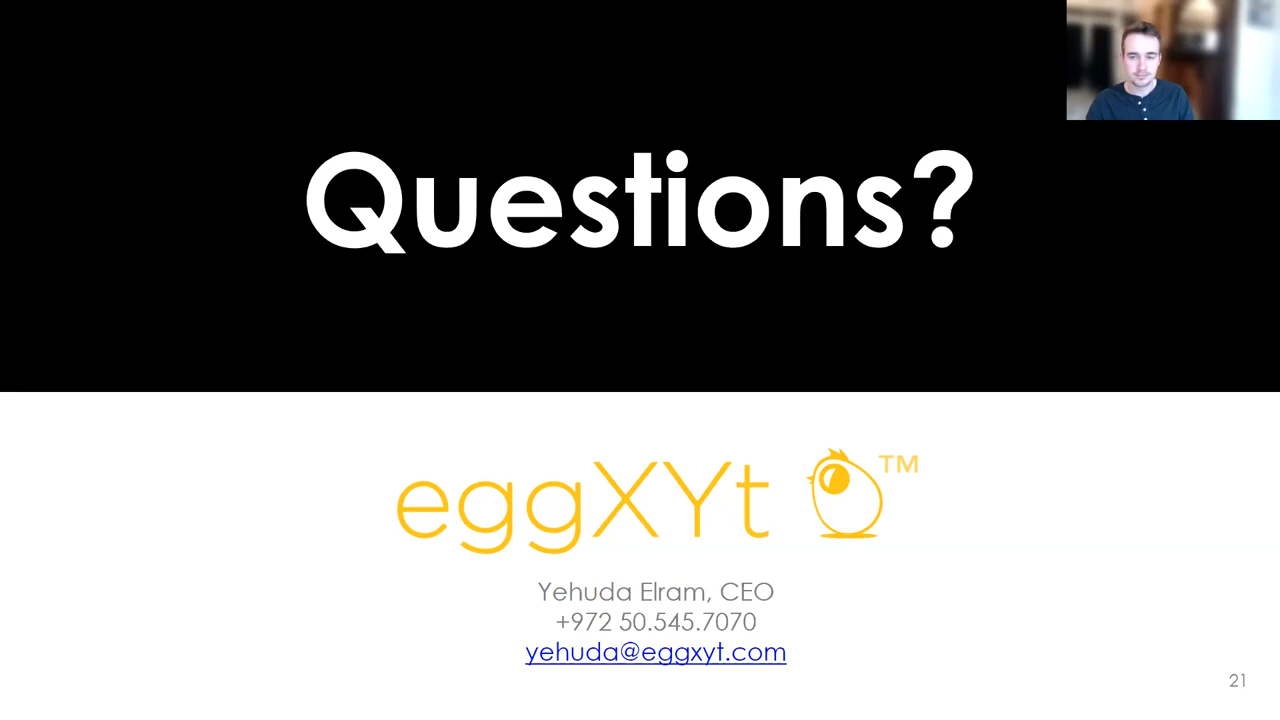 Questions?
eggXYt TM
Yehuda Elram, CEO
+972 50.545.7070
yehuda@eggxyt.com
21